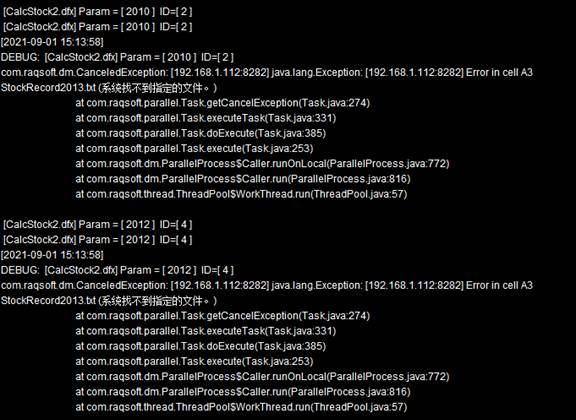 [CalcStock2.dfx] Param = [ 2010 ]  ID=[ 2 ]
[CalcStock2.dfx] Param = [ 2010 ]  ID=[ 2 ]
[2021-09-01 15:13:58]
DEBUG:  [CalcStock2.dfx] Param = [ 2010 ]  ID=[ 2 ]
com.raqsoft.dm.CanceledException: [192.168.1.112:8282] java.lang.Exception: [192.168.1.112:8282] Error in cell A3
StockRecord2013.txt (系统找不到指定的文件。)
at com.raqsoft.parallel.Task.getCancelException(Task.java:274)
at com.raqsoft.parallel.Task.executeTask(Task.java:331)
at com.raqsoft.parallel.Task.doExecute(Task.java:385)
at com.raqsoft.parallel.Task.execute(Task.java:253)
at com.raqsoft.dm.ParallelProcess$Caller.runOnLocal(ParallelProcess.java:772)
at com.raqsoft.dm.ParallelProcess$Caller.run(ParallelProcess.java:816)
at com.raqsoft.thread.ThreadPool$WorkThread.run(ThreadPool.java:57)
[CalcStock2.dfx] Param = [ 2012 ]  ID=[ 4 ]
[CalcStock2.dfx] Param = [ 2012 ]  ID=[ 4 ]
[2021-09-01 15:13:58]
DEBUG:  [CalcStock2.dfx] Param = [ 2012 ]  ID=[ 4 ]
com.raqsoft.dm.CanceledException: [192.168.1.112:8282] java.lang.Exception: [192.168.1.112:8282] Error in cell A3
StockRecord2013.txt (系统找不到指定的文件。)
at com.raqsoft.parallel.Task.getCancelException(Task.java:274)
at com.raqsoft.parallel.Task.executeTask(Task.java:331)
at com.raqsoft.parallel.Task.doExecute(Task.java:385)
at com.raqsoft.parallel.Task.execute(Task.java:253)
at com.raqsoft.dm.ParallelProcess$Caller.runOnLocal(ParallelProcess.java:772)
at com.raqsoft.dm.ParallelProcess$Caller.run(ParallelProcess.java:816)
at com.raqsoft.thread.ThreadPool$WorkThread.run(ThreadPool.java:57)